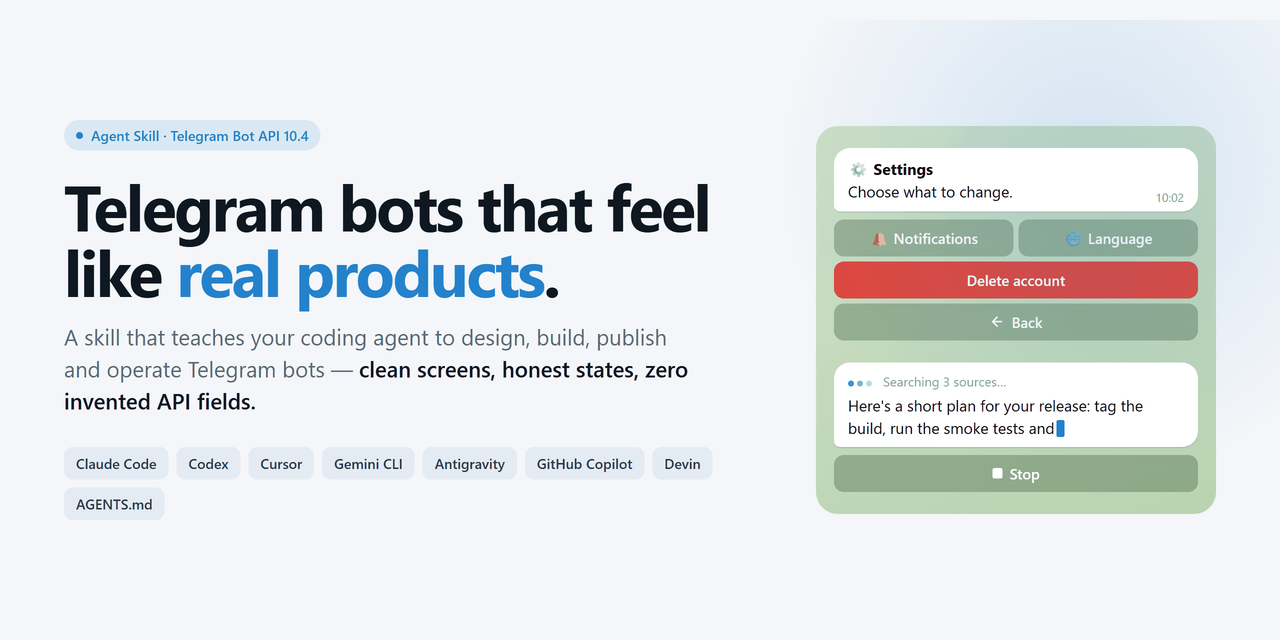 Agent Skill · Telegram Bot API 10.4
Telegram bots that feel
like real products.
A skill that teaches your coding agent to design, build, publish
and operate Telegram bots — clean screens, honest states, zero
invented API fields.
Claude Code
Codex
Cursor
Gemini CLI
Antigravity
GitHub Copilot
Devin
AGENTS.md
Settings
Choose what to change.
10:02
Notifications
Language
Delete account
← Back
Searching 3 sources...
Here's a short plan for your release: tag the
build, run the smoke tests and
Stop